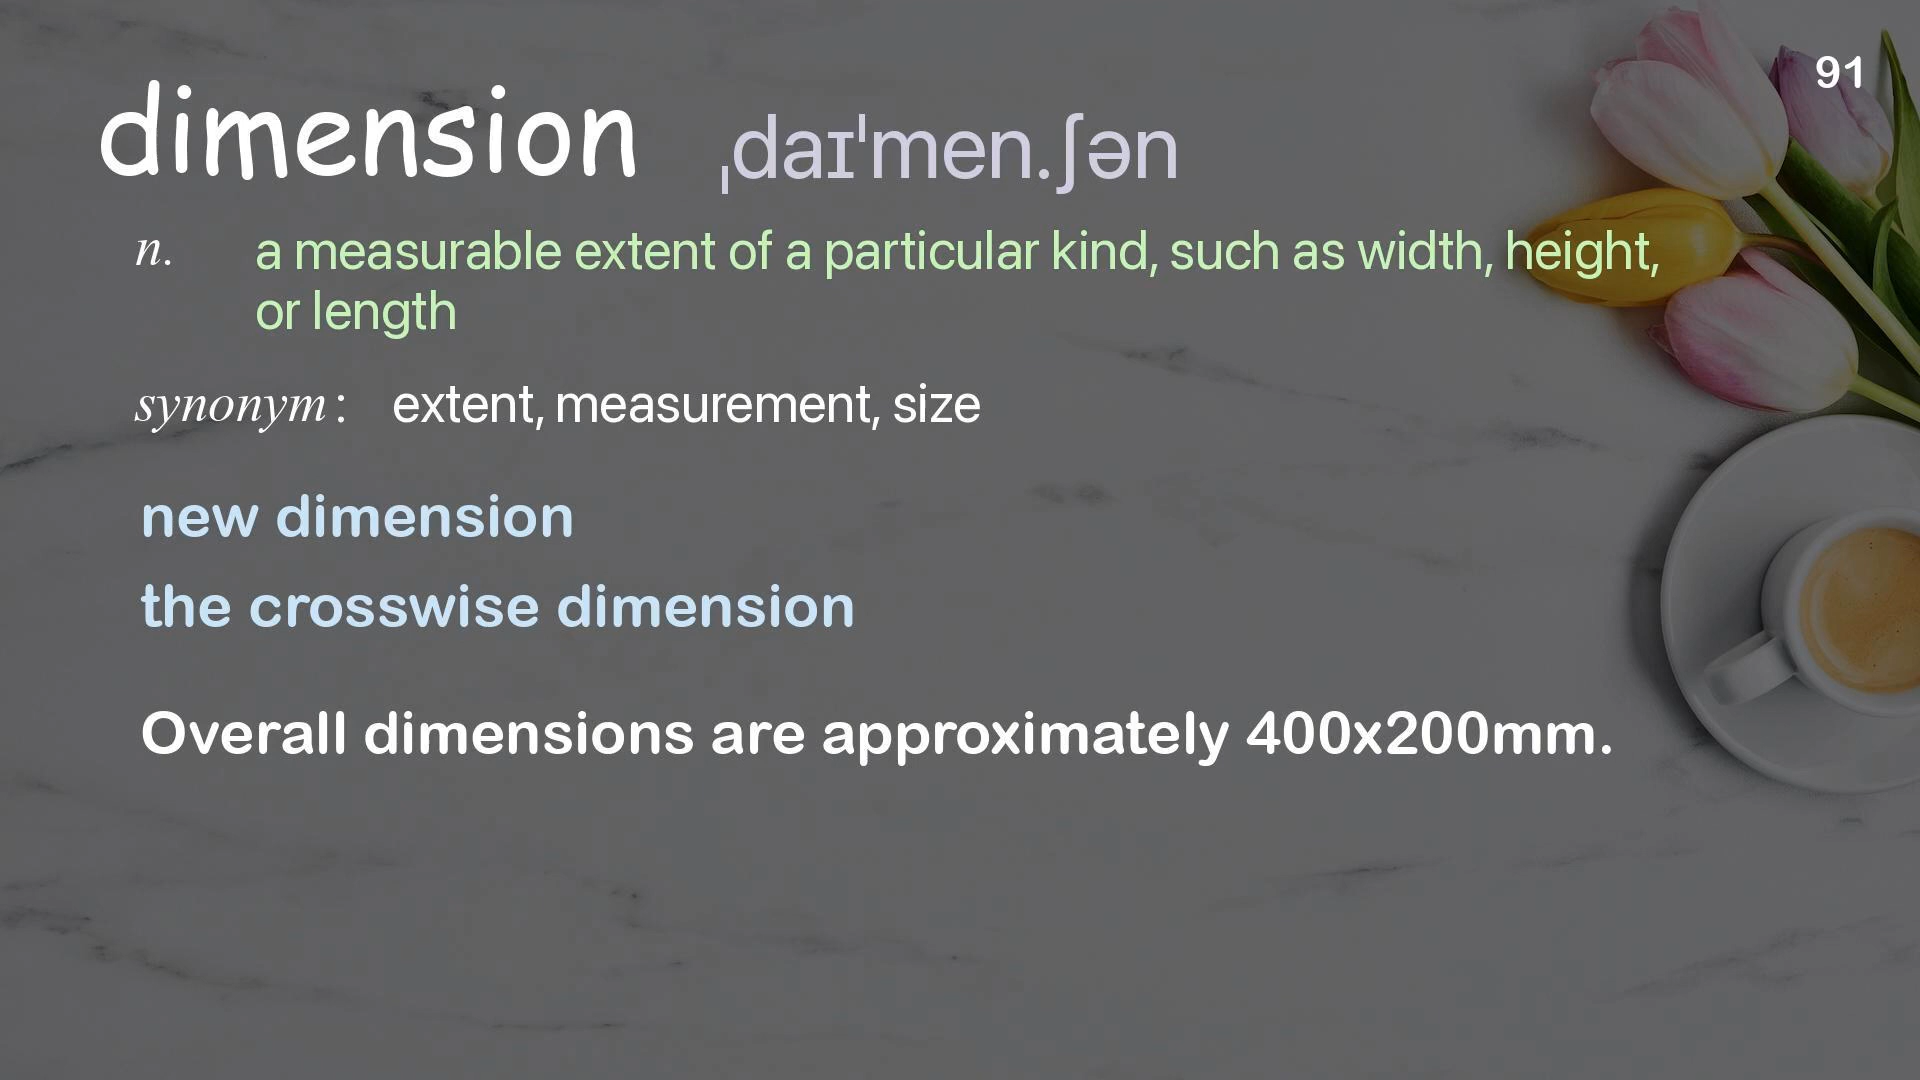 91
dimension ˌdaɪˈmen.ʃən
n. a measurable extent of a particular kind, such as width, height,
or length
synonym: extent, measurement, size
new dimension
the crosswise dimension
Overall dimensions are approximately 400x200mm.